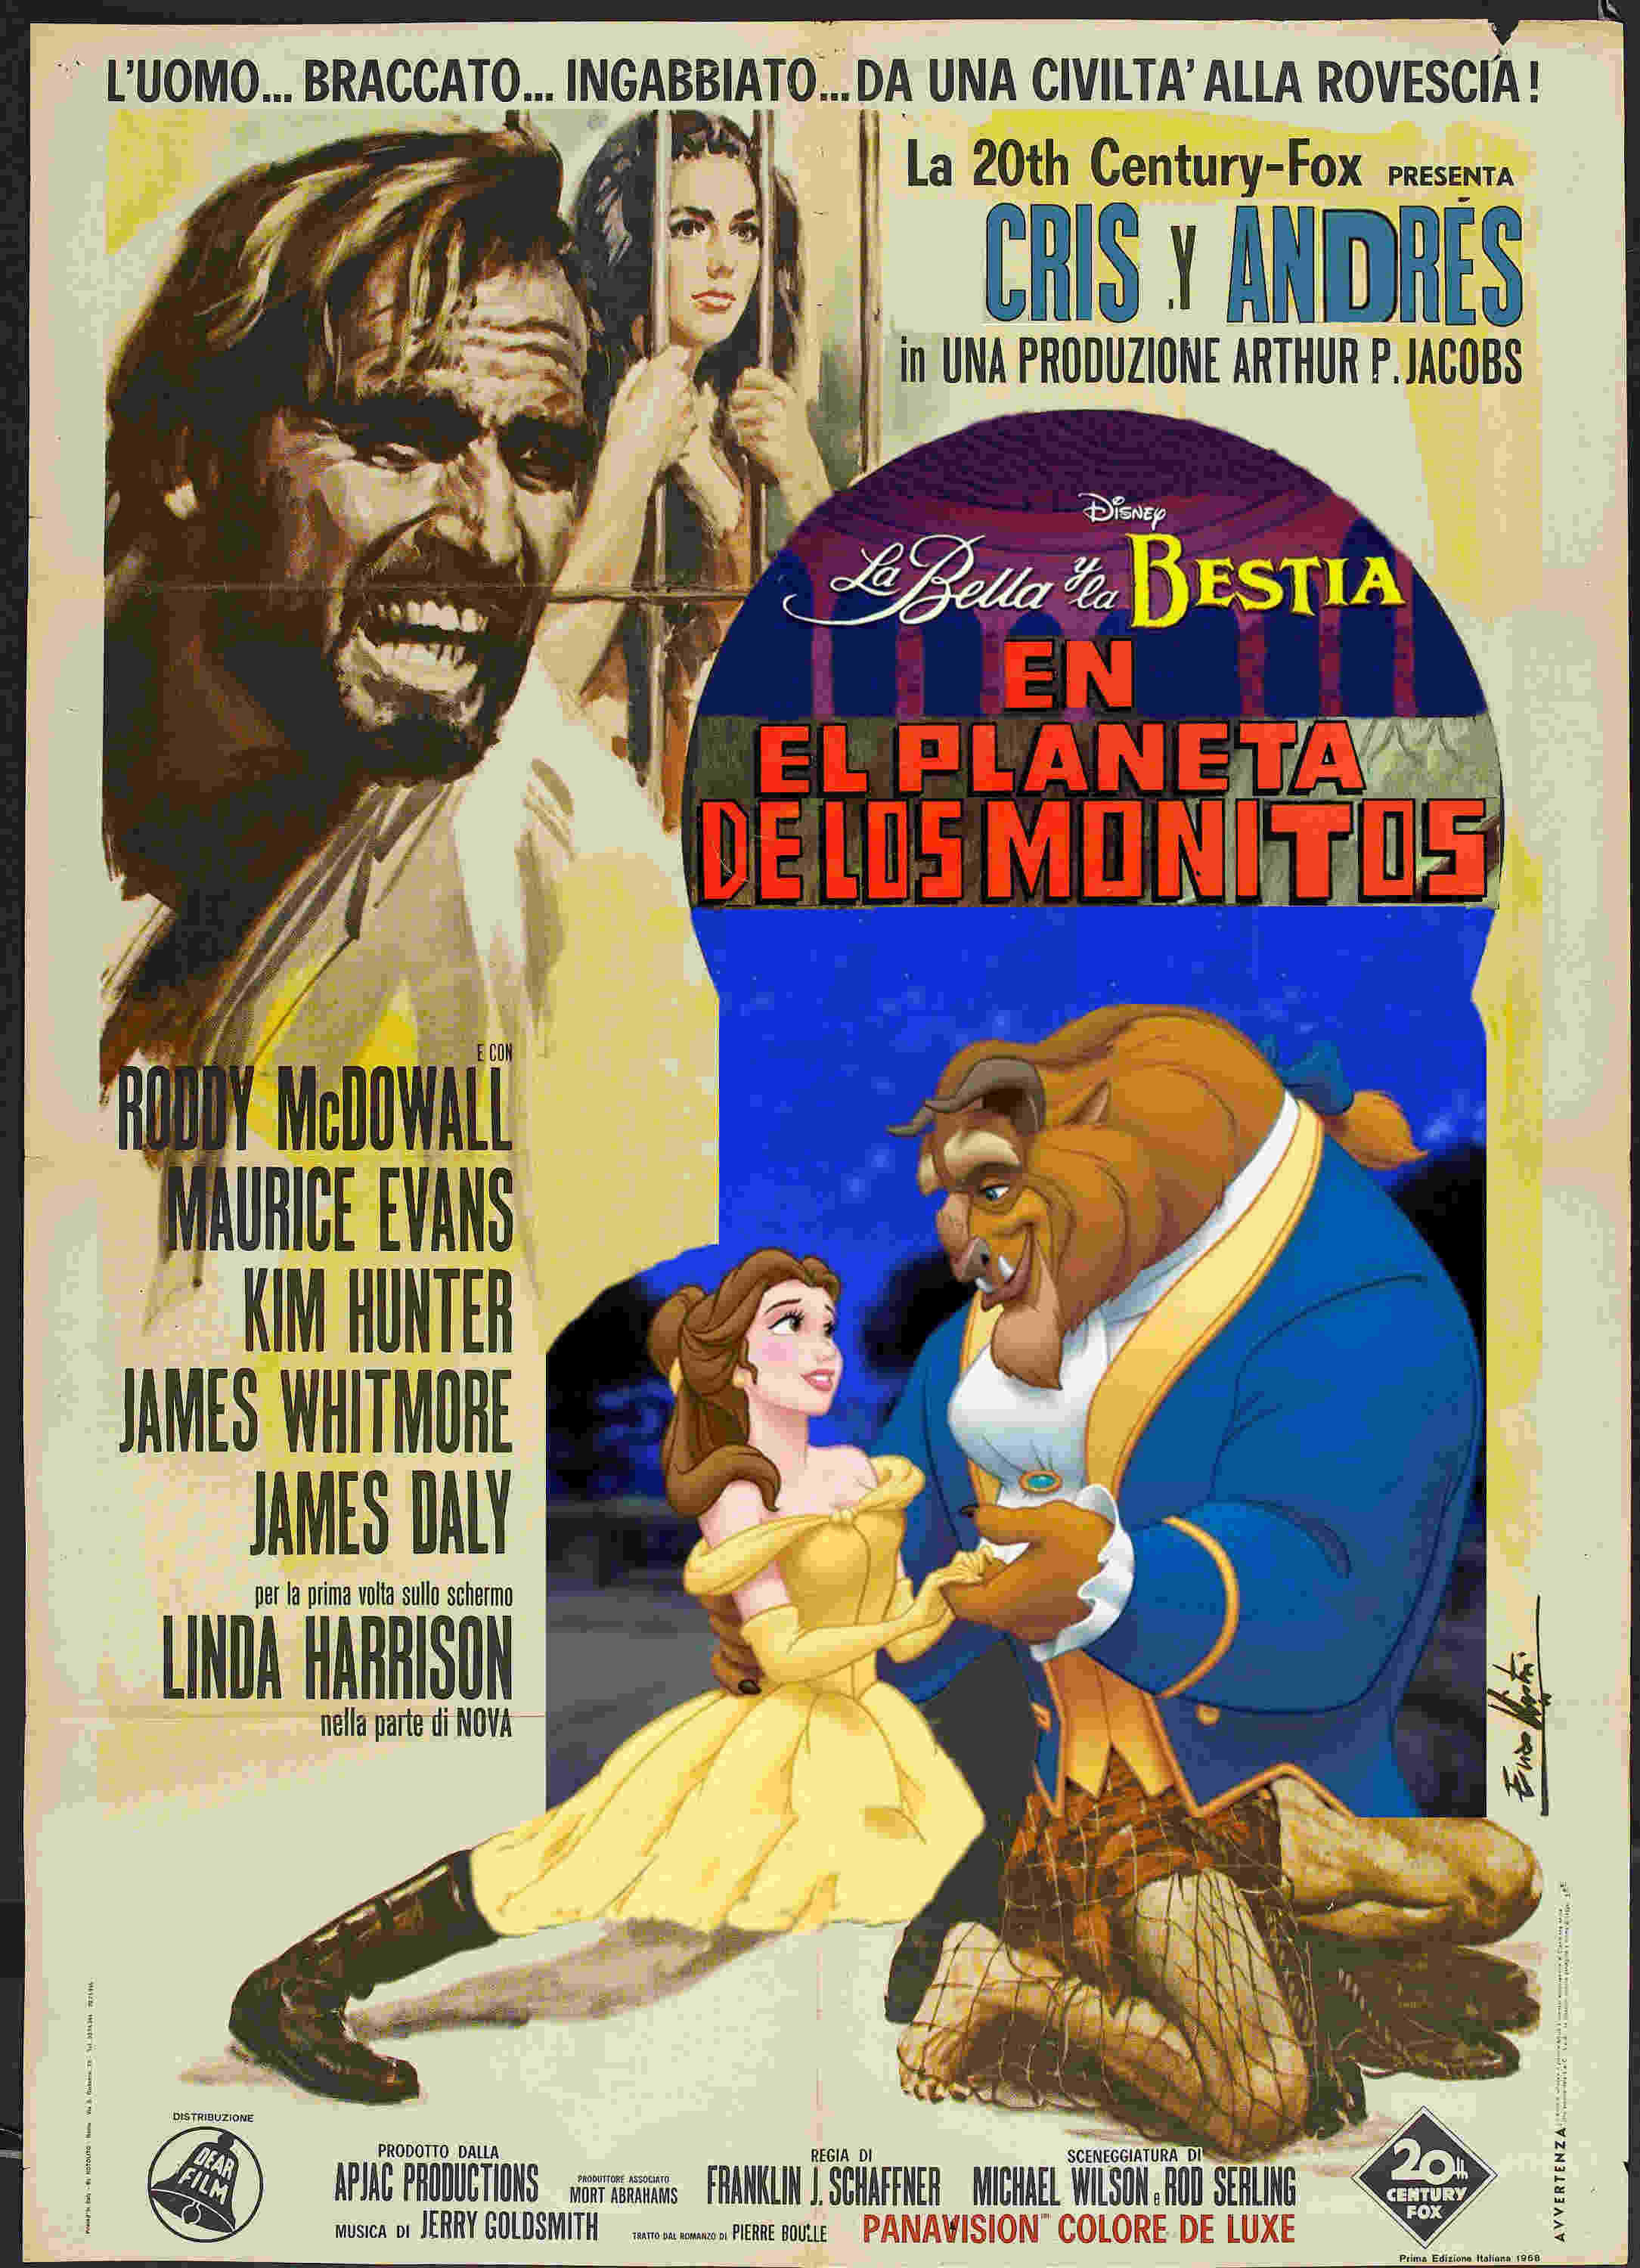 L'UOMO... BRACCATO... INGABBIATO... DA UNA CIVILTA' ALLA ROVESCIA!
La 20th Century-Fox PRESENTA
CRIS Y ANDRÉS
in UNA PRODUZIONE ARTHUR P. JACOBS
Disney
La Bella y la BESTIA
EN
EL PLANETA
DE LOS MONITOS
E CON
RODDY McDOWALL
MAURICE EVANS
KIM HUNTER
JAMES WHITMORE
JAMES DALY
per la prima volta sullo schermo
LINDA HARRISON
nella parte di NOVA
DISTRIBUZIONE
DEAR
FILM
PRODOTTO DALLA
APJAC PRODUCTIONS
PRODUTTORE ASSOCIATO
MORT ABRAHAMS
REGIA DI
FRANKLIN J. SCHAFFNER
SCENEGGIATURA DI
MICHAEL WILSON e ROD SERLING
MUSICA DI JERRY GOLDSMITH
TRATTO DAL ROMANZO DI PIERRE BOULLE
PANAVISION COLORE DE LUXE
20th
CENTURY
FOX
AVVERTENZA
Prima Edizione Italiana 1968